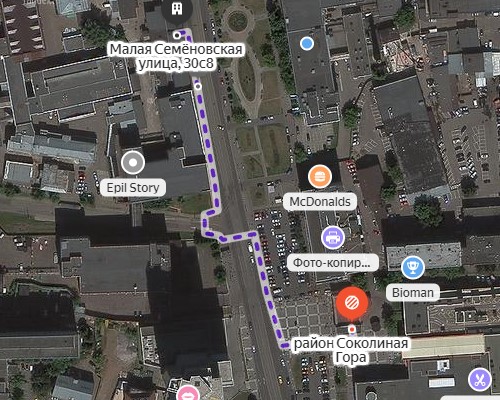 Малая Семёновская
улица, 30с8
Epil Story
McDonalds
Фото-копир...
Bioman
район Соколиная
Гора